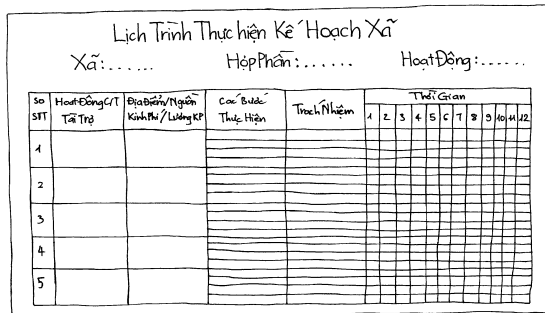 Lịch Trình Thực hiện Kế Hoạch Xã
Xã:...... Hợp Phần:...... Hoạt Động:......
Số STT Hoạt Động C/T Tài Trợ Địa Điểm/Nguồn Kinh Phí/Lượng KP Các Bước Thực Hiện Trách Nhiệm Thời Gian
1 2 3 4 5 6 7 8 9 10 11 12
1
2
3
4
5